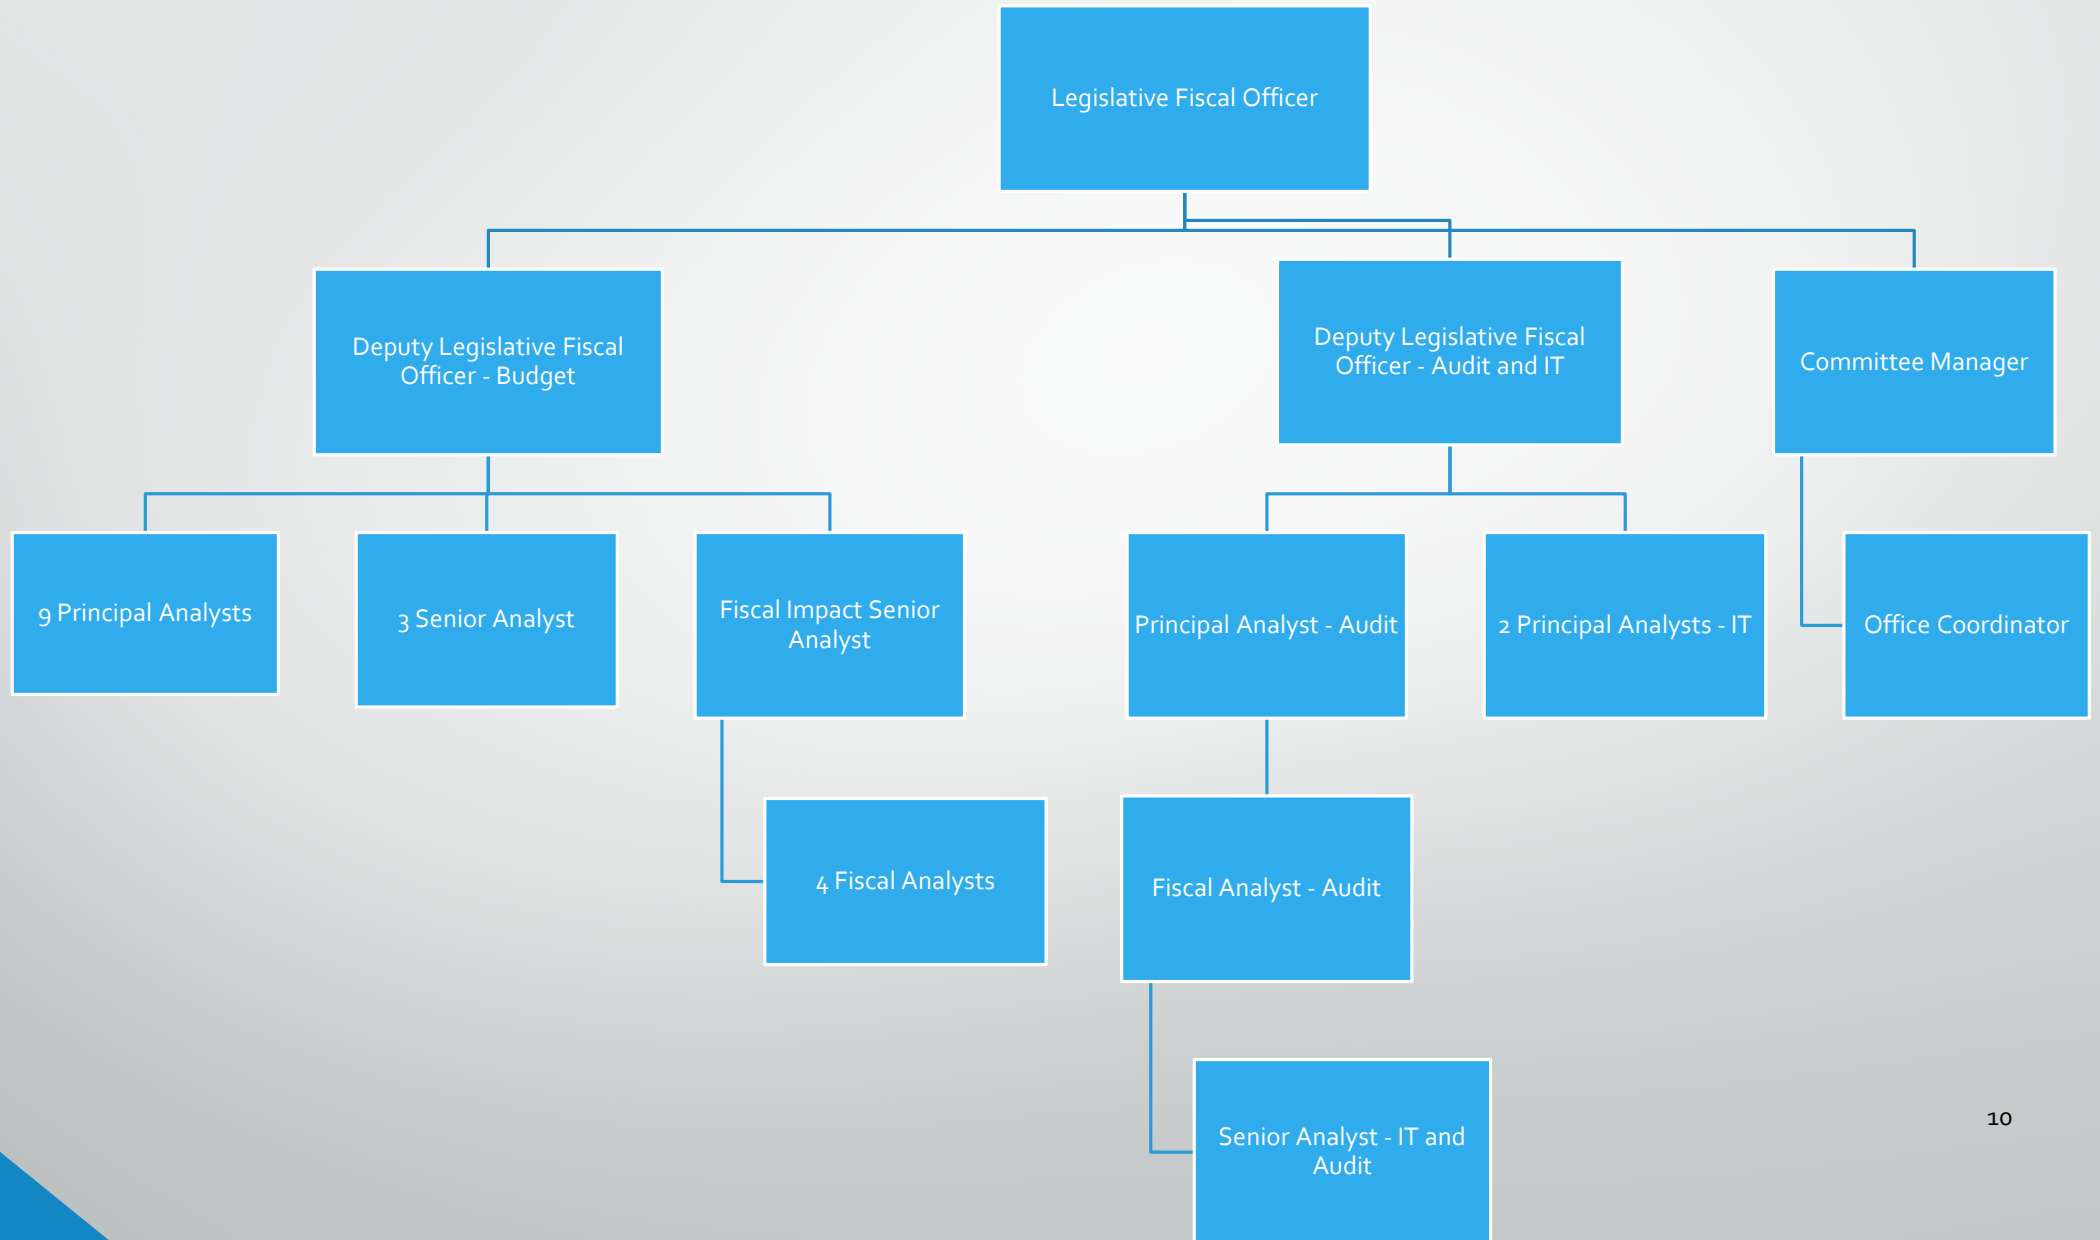 Legislative Fiscal Officer
Deputy Legislative Fiscal
Officer - Budget
Deputy Legislative Fiscal
Officer - Audit and IT
Committee Manager
9 Principal Analysts
3 Senior Analyst
Fiscal Impact Senior
Analyst
Principal Analyst - Audit
2 Principal Analysts - IT
Office Coordinator
4 Fiscal Analysts
Fiscal Analyst - Audit
Senior Analyst - IT and
Audit
10